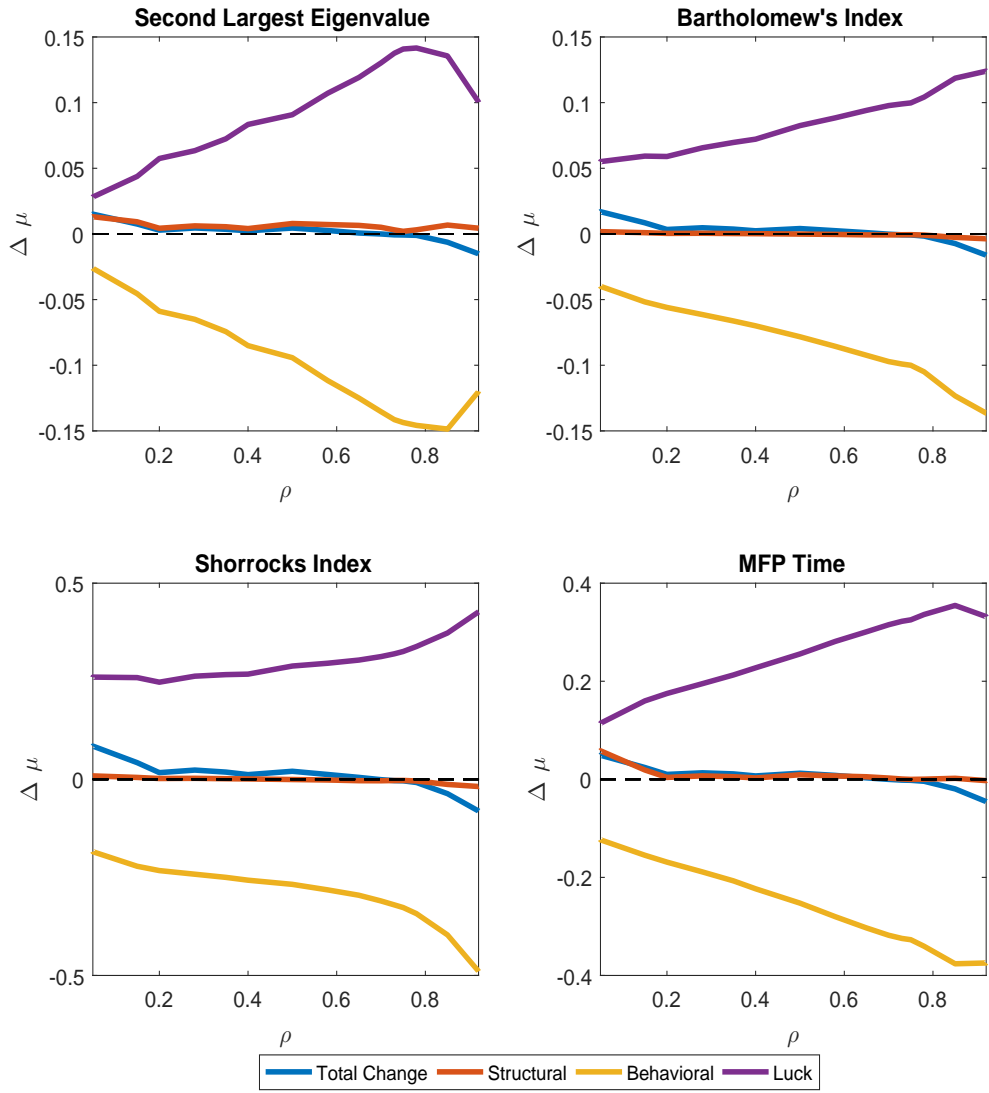 Second Largest Eigenvalue
0.15
0.1
0.05
0
-0.05
-0.1
-0.15
Δ μ
0.2 0.4 0.6 0.8
ρ
Bartholomew's Index
0.15
0.1
0.05
0
-0.05
-0.1
-0.15
Δ μ
0.2 0.4 0.6 0.8
ρ
Shorrocks Index
0.5
0
-0.5
Δ μ
0.2 0.4 0.6 0.8
ρ
MFP Time
0.4
0.2
0
-0.2
-0.4
Δ μ
0.2 0.4 0.6 0.8
ρ
Total Change Structural Behavioral Luck